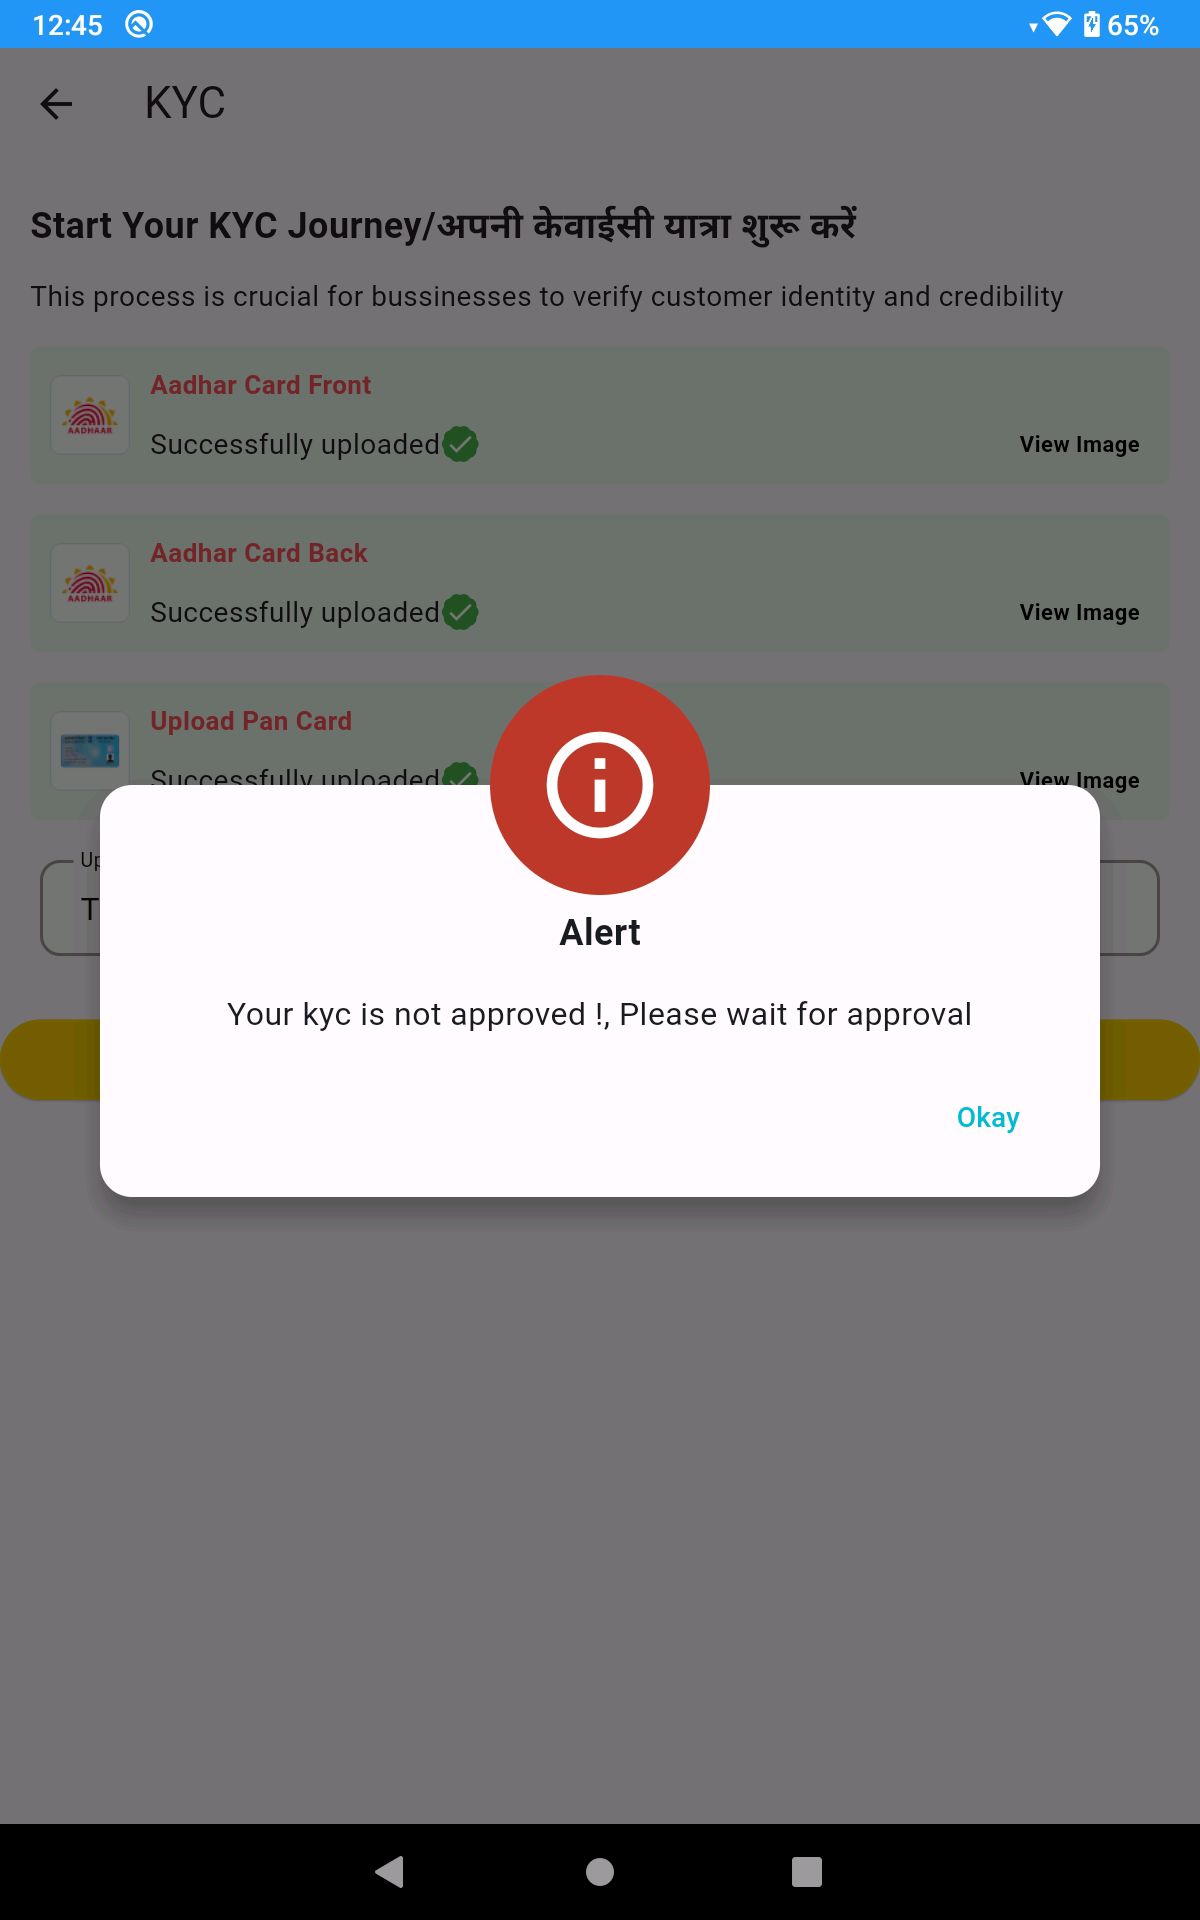 12:45
65%
KYC
Start Your KYC Journey/अपनी केवाईसी यात्रा शुरू करें
This process is crucial for bussinesses to verify customer identity and credibility
Aadhar Card Front
AADHAAR
Successfully uploaded
View Image
Aadhar Card Back
AADHAAR
Successfully uploaded
View Image
Upload Pan Card
Successfully uploaded
View Image
Alert
Your kyc is not approved !, Please wait for approval
Okay